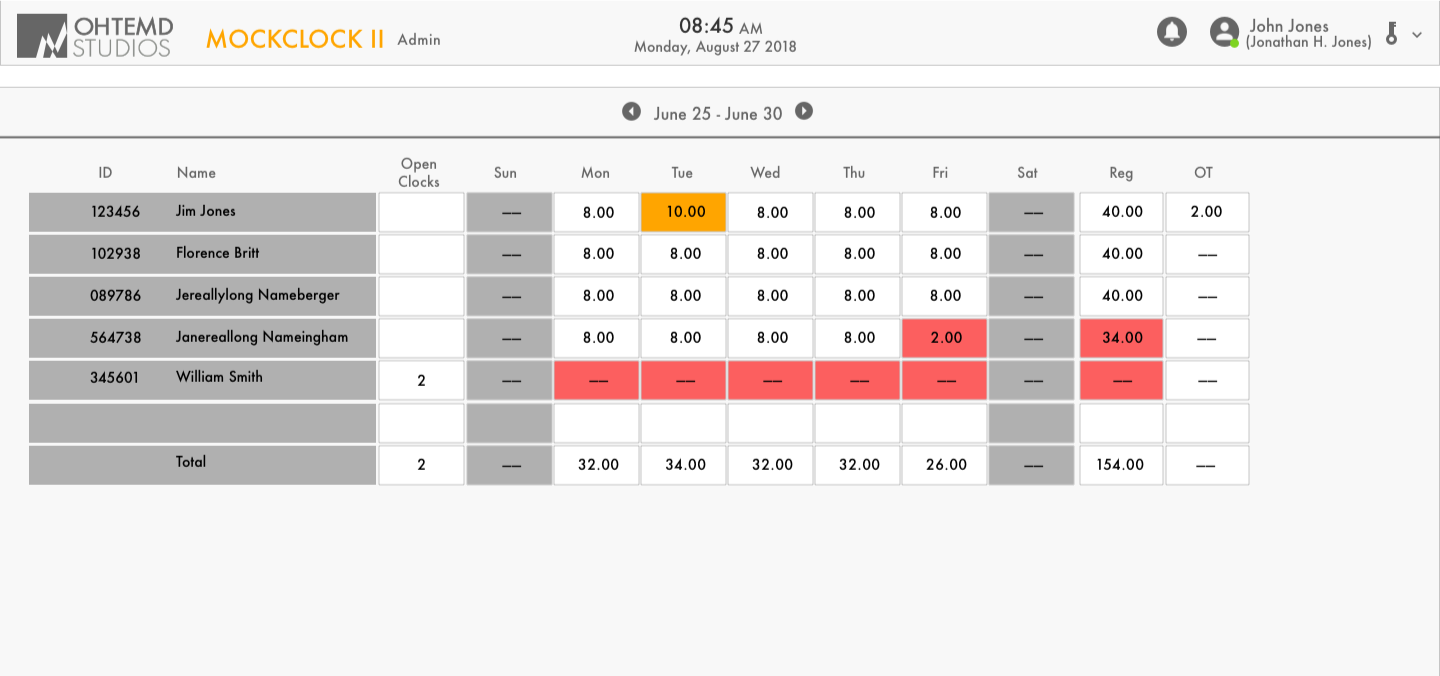 OHTEMD
STUDIOS
MOCKCLOCK II Admin
08:45 AM
Monday, August 27 2018
John Jones
(Jonathan H. Jones)
June 25 - June 30
ID Name Open Clocks Sun Mon Tue Wed Thu Fri Sat Reg OT
123456 Jim Jones — 8.00 10.00 8.00 8.00 8.00 — 40.00 2.00
102938 Florence Britt — 8.00 8.00 8.00 8.00 8.00 — 40.00 —
089786 Jereallylong Nameberger — 8.00 8.00 8.00 8.00 8.00 — 40.00 —
564738 Janereallong Nameingham — 8.00 8.00 8.00 8.00 2.00 — 34.00 —
345601 William Smith 2 — — — — — — — — —
Total 2 — 32.00 34.00 32.00 32.00 26.00 — 154.00 —